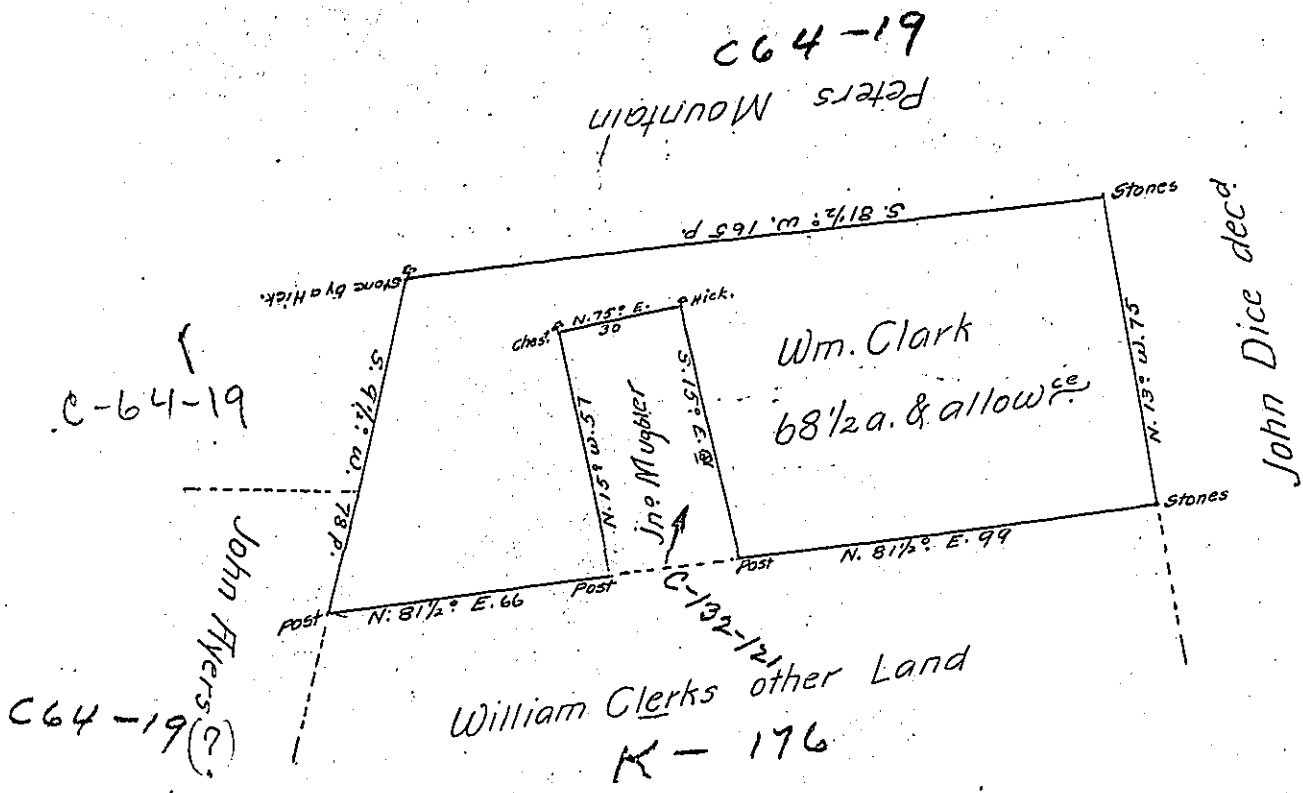 C64-19
Peters Mountain
S. 81½° W. 165 p.
Stones
Stone by a Hick.
N. 75° E.
30
Hick.
Chest.
Wm. Clark
68½ a. & allowce
N. 13° W. 75
John Dice decd.
C-64-19
S. 9½° W. 78 p.
N. 15° W. 57
Jno. Mugbler
S. 15° E.
Stones
N. 81½° E. 99
Post
Post
N: 81½° E. 66
Post
C-132-121
John Flyers
C64-19(?)
William Clerks other Land
K - 176